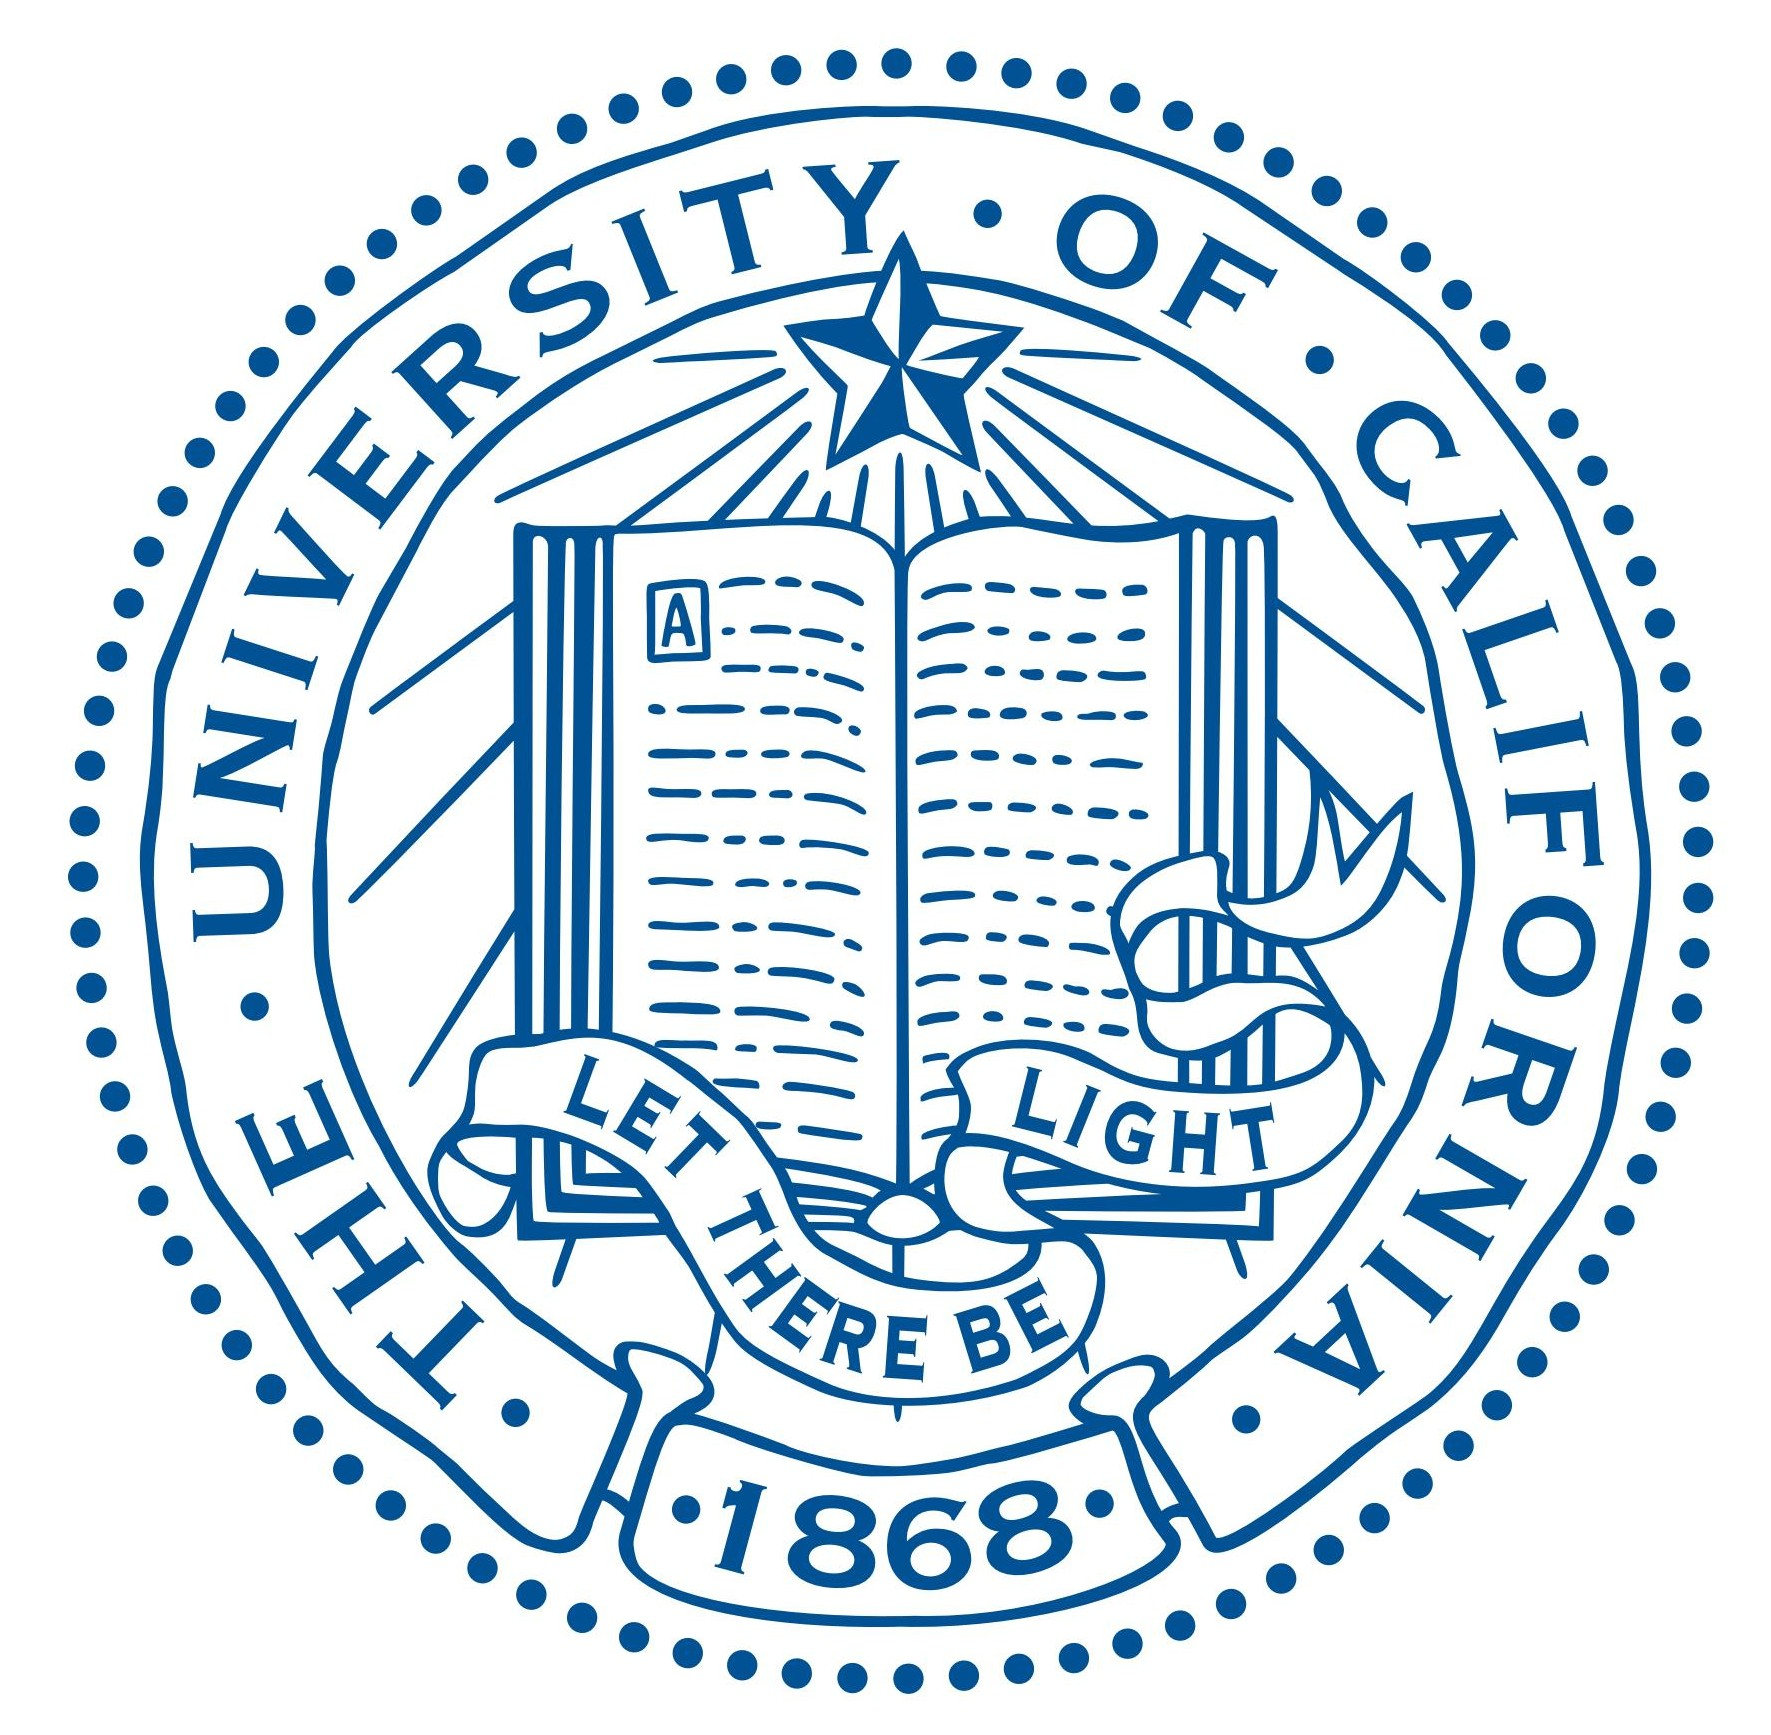 · THE · UNIVERSITY · OF · CALIFORNIA ·
A
LET THERE BE LIGHT
· 1868 ·